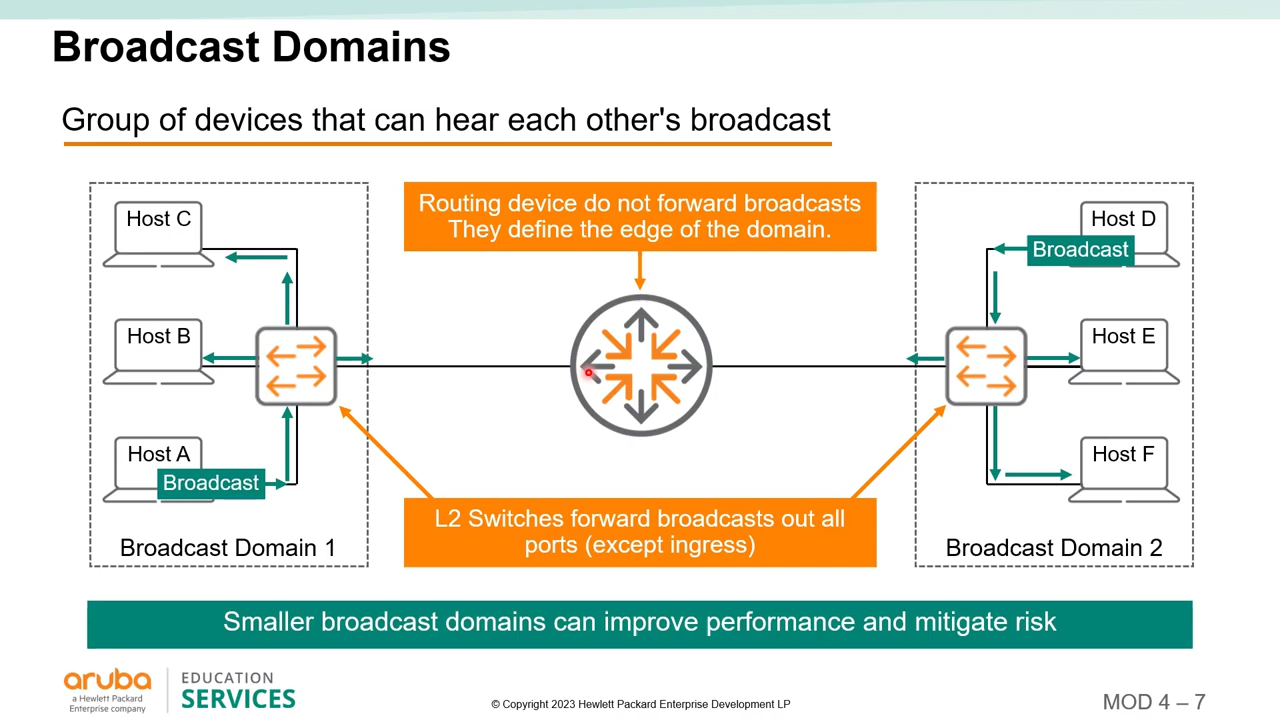 Broadcast Domains
Group of devices that can hear each other's broadcast
Host C
Host B
Host A
Broadcast
Broadcast Domain 1
Routing device do not forward broadcasts
They define the edge of the domain.
L2 Switches forward broadcasts out all
ports (except ingress)
Host D
Broadcast
Host E
Host F
Broadcast Domain 2
Smaller broadcast domains can improve performance and mitigate risk
aruba
a Hewlett Packard
Enterprise company
EDUCATION
SERVICES
© Copyright 2023 Hewlett Packard Enterprise Development LP
MOD 4 – 7